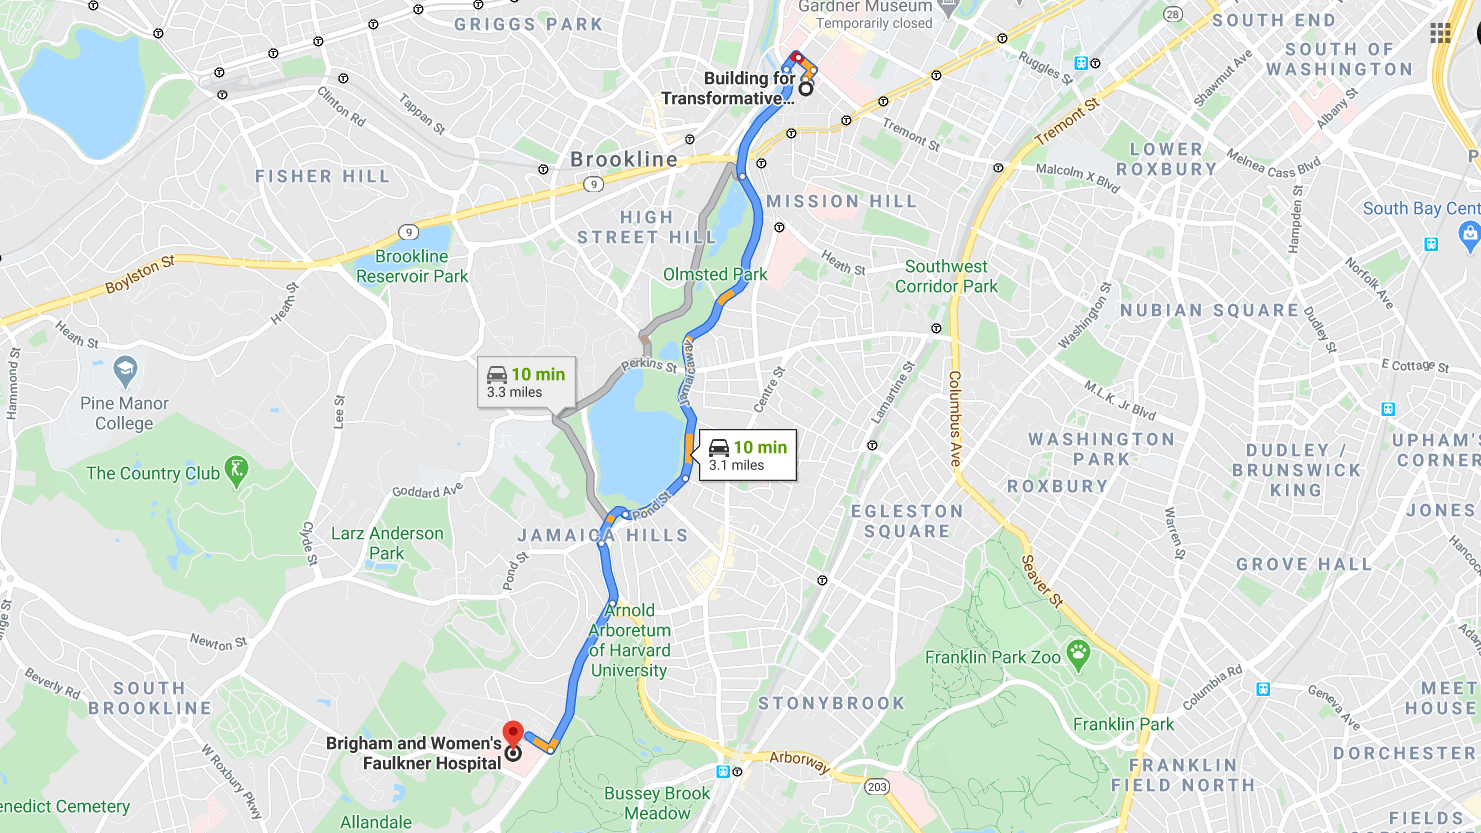 GRIGGS PARK
Gardner Museum
Temporarily closed
28
SOUTH END
SOUTH OF
WASHINGTON
Ruggles St
Shawmut Ave
Albany St
Clinton Rd
Tappan St
Building for
Transformative...
Tremont St
Tremont St
Brookline
9
FISHER HILL
LOWER
ROXBURY
Melnea Cass Blvd
Malcolm X Blvd
Hampden St
MISSION HILL
HIGH
STREET HILL
South Bay Cent
9
Boylston St
Brookline
Reservoir Park
Heath St
Heath St
Olmsted Park
Southwest
Corridor Park
Norfolk Ave
Washington St
NUBIAN SQUARE
Dudley St
Heath St
Hammond St
Jamaicaway
Perkins St
E Cottage St
10 min
3.3 miles
Pine Manor
College
Lee St
Centre St
Lamartine St
Columbus Ave
M.L.K. Jr Blvd
10 min
3.1 miles
WASHINGTON
PARK
ROXBURY
DUDLEY /
BRUNSWICK
KING
UPHAM'S
CORNER
The Country Club
Goddard Ave
Pond St
JAMAICA HILLS
EGLESTON
SQUARE
JONES
Warren St
Larz Anderson
Park
Clyde St
Pond St
Seaver St
GROVE HILL
Arnold
Arboretum
of Harvard
University
Newton St
Franklin Park Zoo
Beverly Rd
SOUTH
BROOKLINE
STONYBROOK
Columbia Rd
Geneva Ave
MEET
HOUSE
Franklin Park
Brigham and Women's
Faulkner Hospital
W Roxbury Pkwy
Arborway
203
DORCHESTER
FRANKLIN
FIELD NORTH
Bussey Brook
Meadow
enedict Cemetery
Allandale
FIELDS